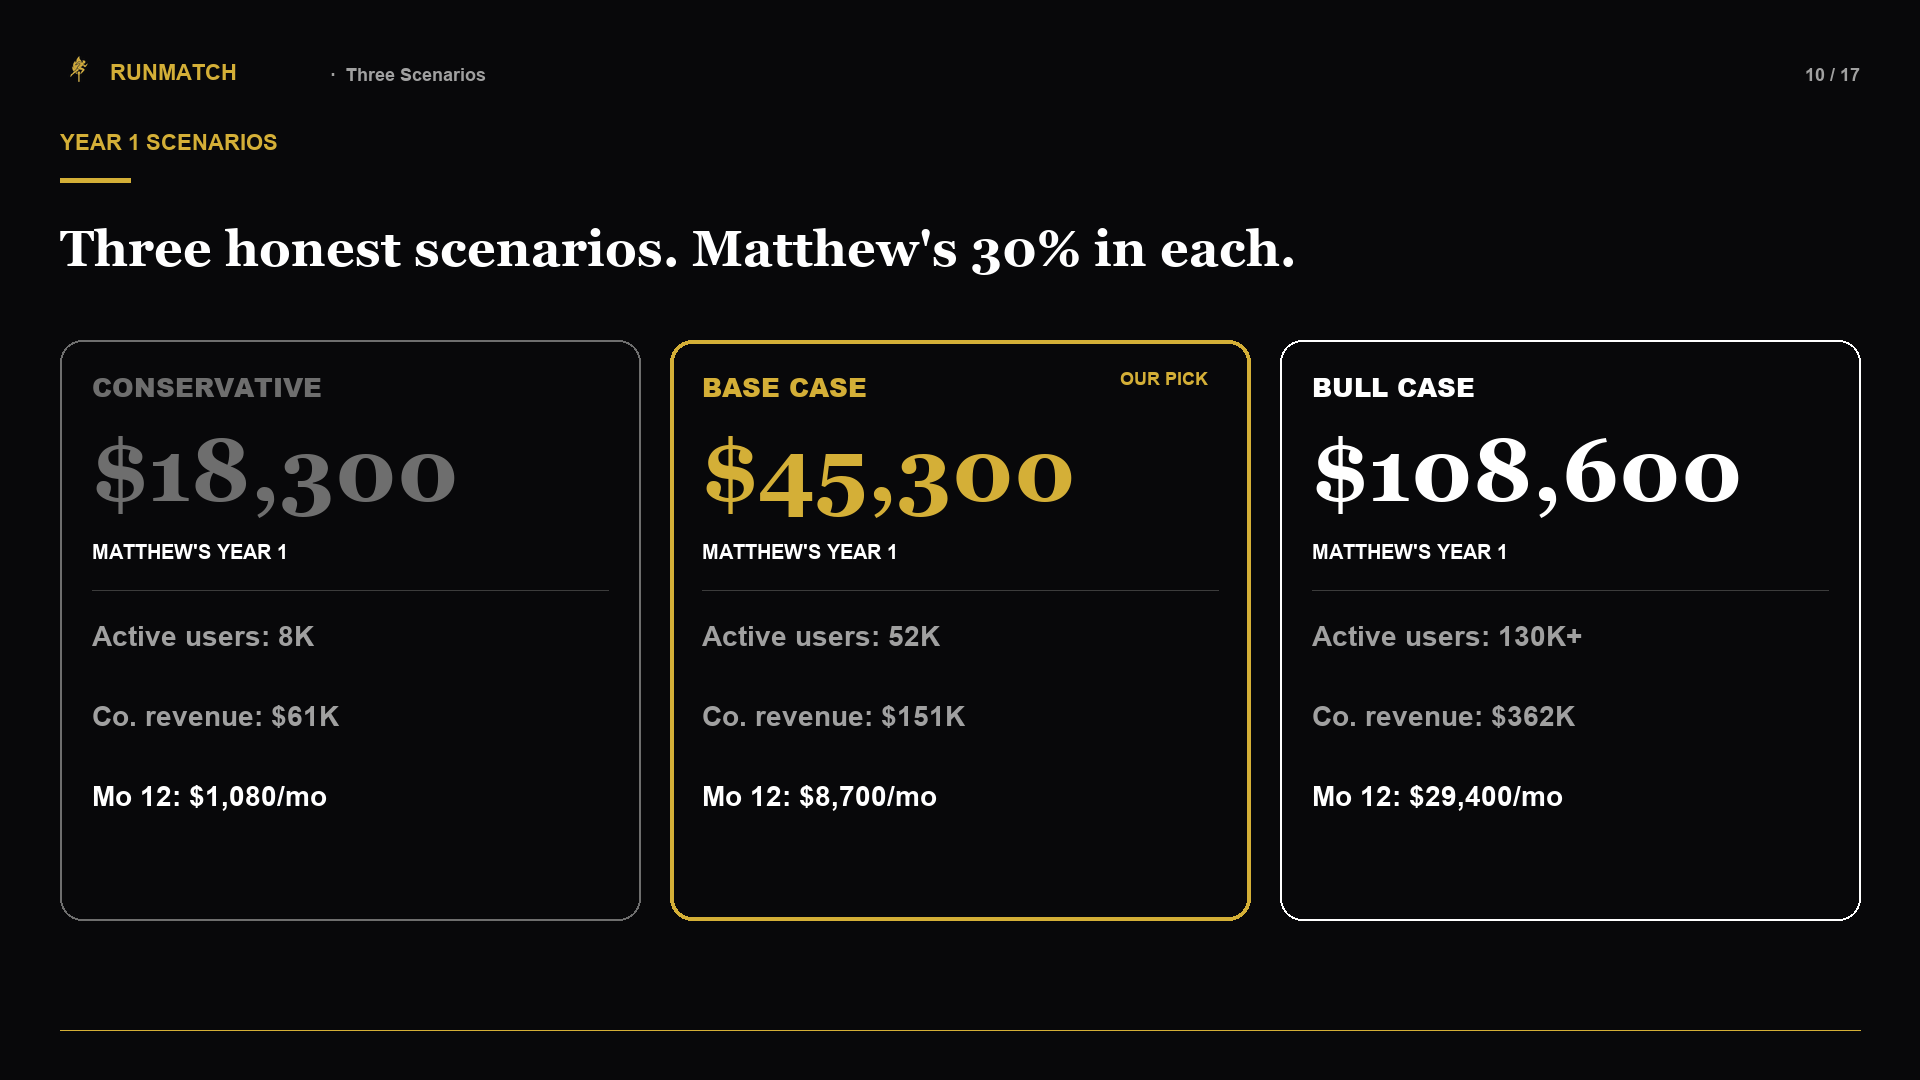 RUNMATCH · Three Scenarios 10 / 17
YEAR 1 SCENARIOS
Three honest scenarios. Matthew's 30% in each.
CONSERVATIVE
$18,300
MATTHEW'S YEAR 1
Active users: 8K
Co. revenue: $61K
Mo 12: $1,080/mo
BASE CASE
OUR PICK
$45,300
MATTHEW'S YEAR 1
Active users: 52K
Co. revenue: $151K
Mo 12: $8,700/mo
BULL CASE
$108,600
MATTHEW'S YEAR 1
Active users: 130K+
Co. revenue: $362K
Mo 12: $29,400/mo